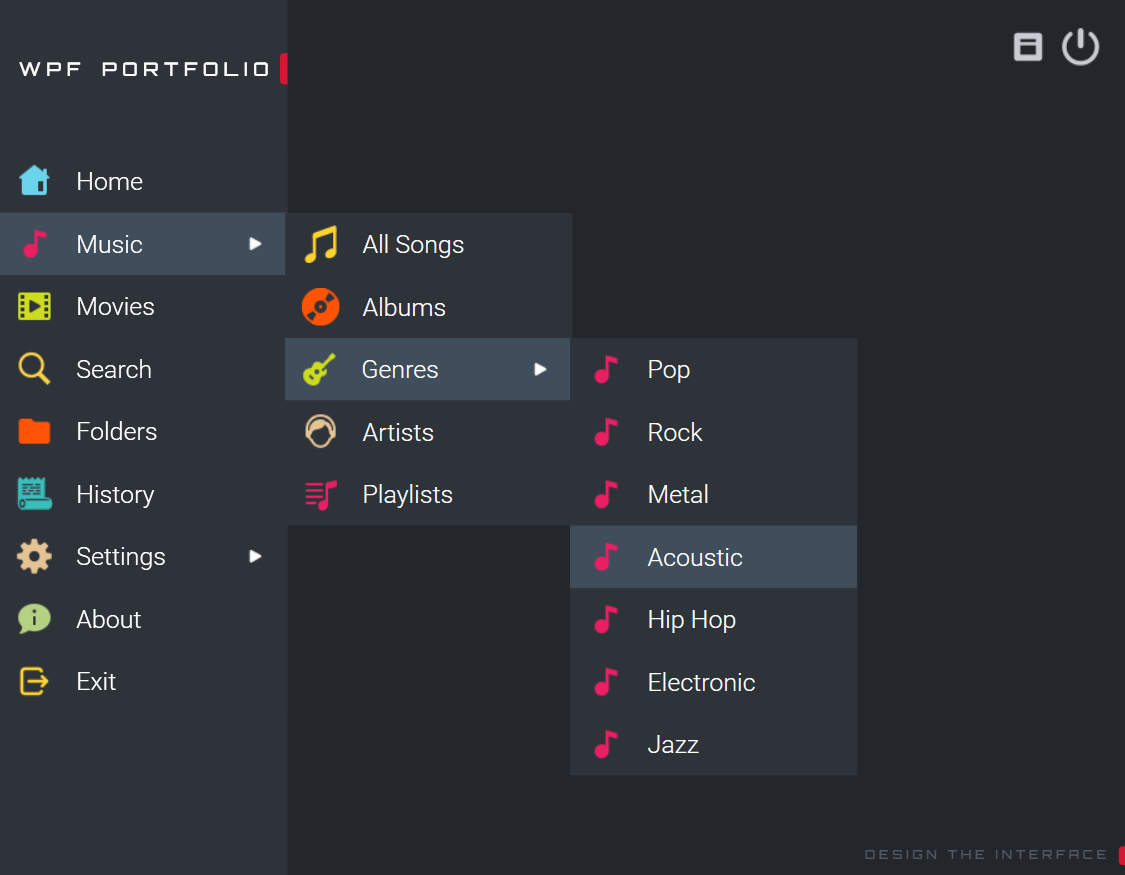 WPF PORTFOLIO
Home
Music
Movies
Search
Folders
History
Settings
About
Exit
All Songs
Albums
Genres
Artists
Playlists
Pop
Rock
Metal
Acoustic
Hip Hop
Electronic
Jazz
DESIGN THE INTERFACE